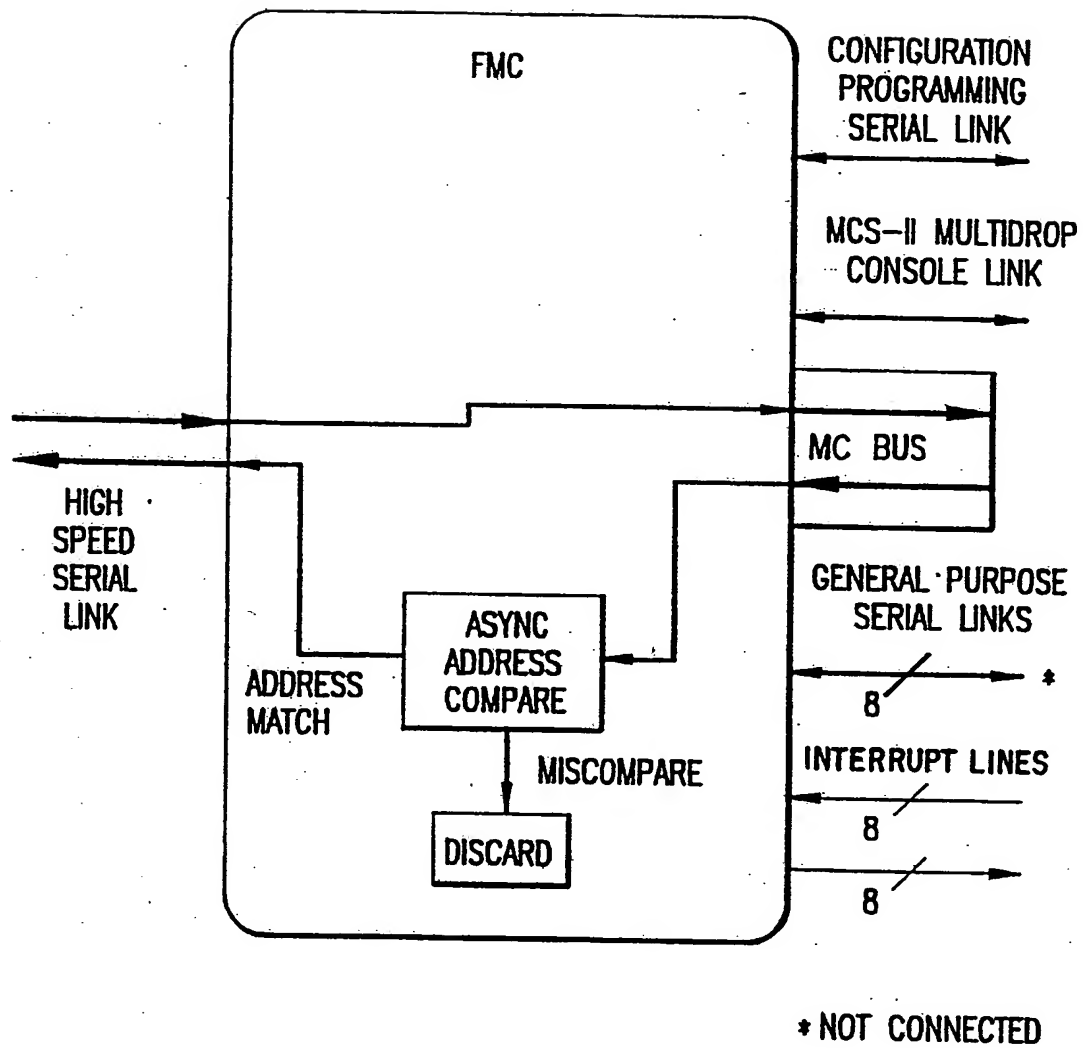 FMC
CONFIGURATION
PROGRAMMING
SERIAL LINK
MCS-II MULTIDROP
CONSOLE LINK
MC BUS
HIGH
SPEED
SERIAL
LINK
GENERAL PURPOSE
SERIAL LINKS
8
*
ASYNC
ADDRESS
COMPARE
ADDRESS
MATCH
MISCOMPARE
DISCARD
INTERRUPT LINES
8
8
* NOT CONNECTED